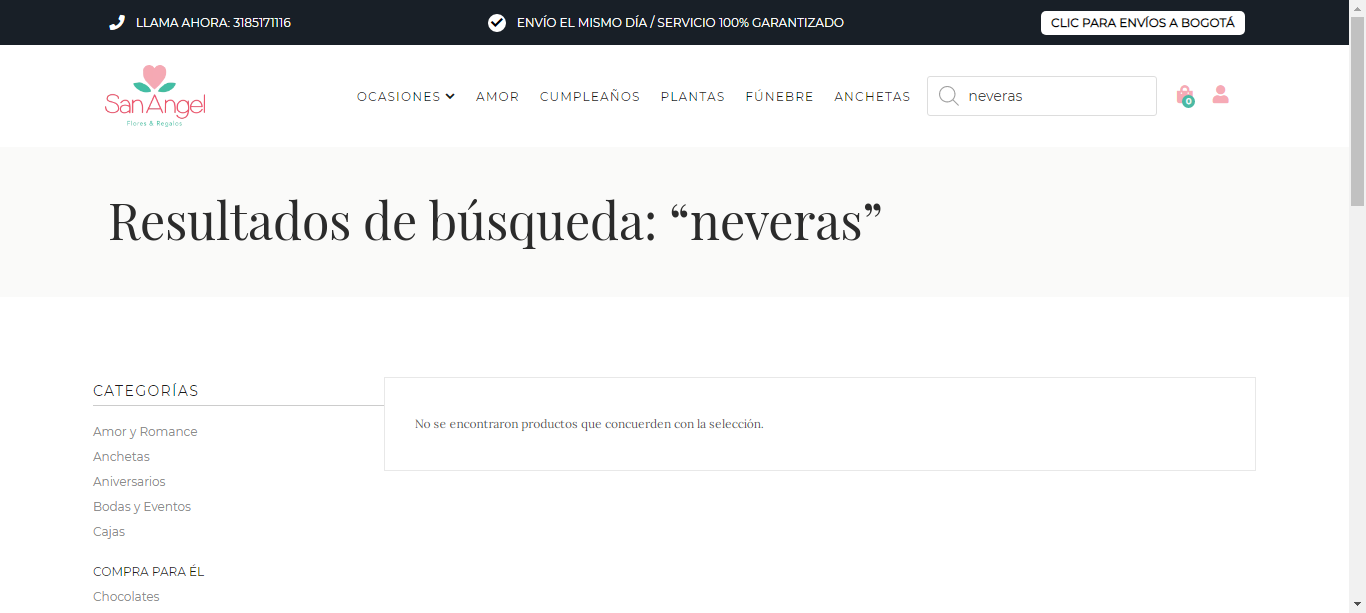 LLAMA AHORA: 3185171116
ENVÍO EL MISMO DÍA / SERVICIO 100% GARANTIZADO
CLIC PARA ENVÍOS A BOGOTÁ
SanAngel
Flores & Regalos
OCASIONES
AMOR
CUMPLEAÑOS
PLANTAS
FÚNEBRE
ANCHETAS
neveras
0
Resultados de búsqueda: “neveras”
CATEGORÍAS
Amor y Romance
Anchetas
Aniversarios
Bodas y Eventos
Cajas
COMPRA PARA ÉL
Chocolates
No se encontraron productos que concuerden con la selección.